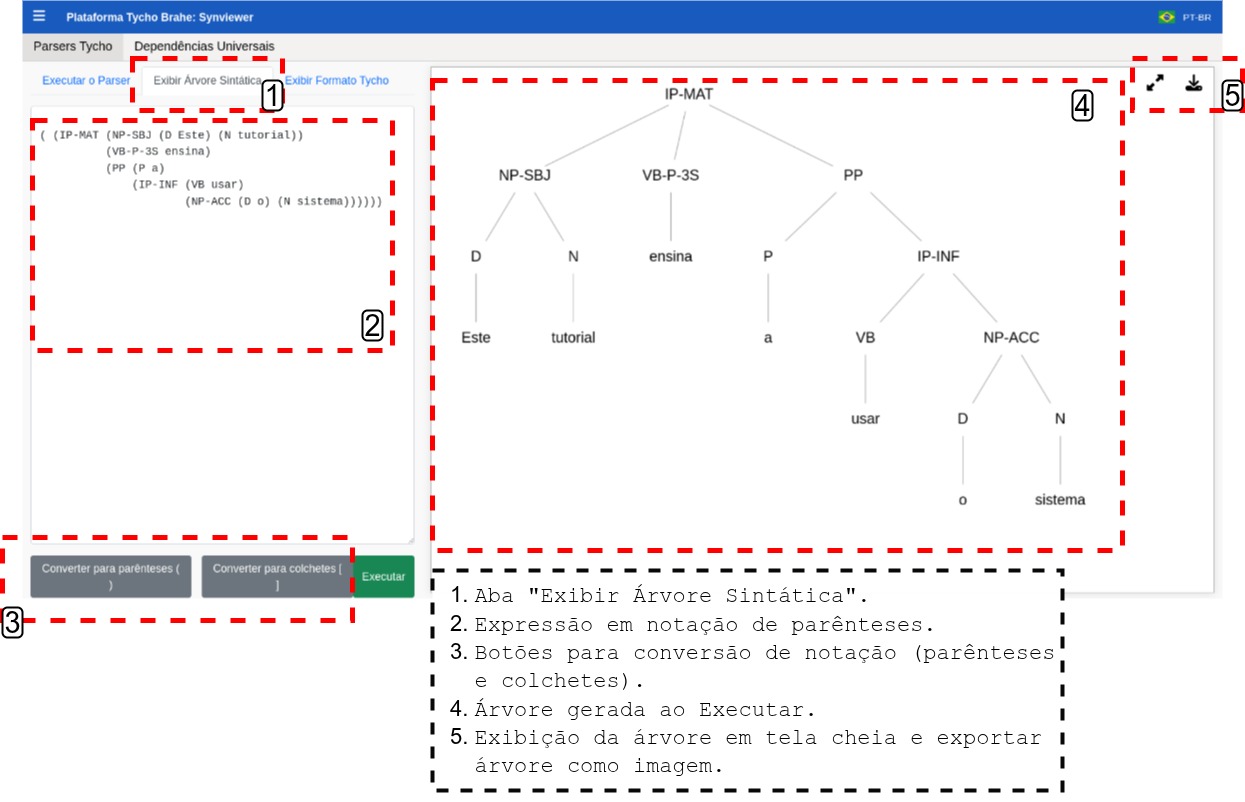 ☰ Plataforma Tycho Brahe: Synviewer PT-BR
Parsers Tycho Dependências Universais
Executar o Parser Exibir Árvore Sintática Exibir Formato Tycho
1
5
4
( (IP-MAT (NP-SBJ (D Este) (N tutorial))
(VB-P-3S ensina)
(PP (P a)
(IP-INF (VB usar)
(NP-ACC (D o) (N sistema))))))
2
IP-MAT
NP-SBJ VB-P-3S PP
D N ensina P IP-INF
Este tutorial a VB NP-ACC
usar D N
o sistema
Converter para parênteses (
)
Converter para colchetes [
]
Executar
3
1. Aba "Exibir Árvore Sintática".
2. Expressão em notação de parênteses.
3. Botões para conversão de notação (parênteses
e colchetes).
4. Árvore gerada ao Executar.
5. Exibição da árvore em tela cheia e exportar
árvore como imagem.